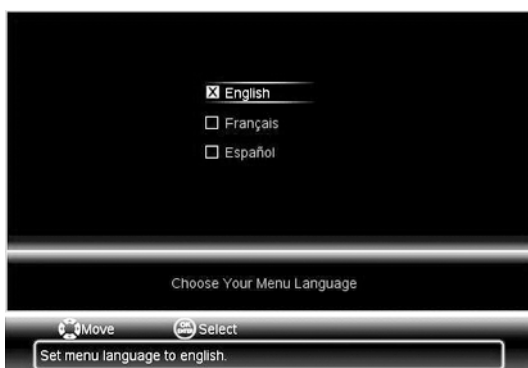 X English
Français
Español
Choose Your Menu Language
Move Select
Set menu language to english.